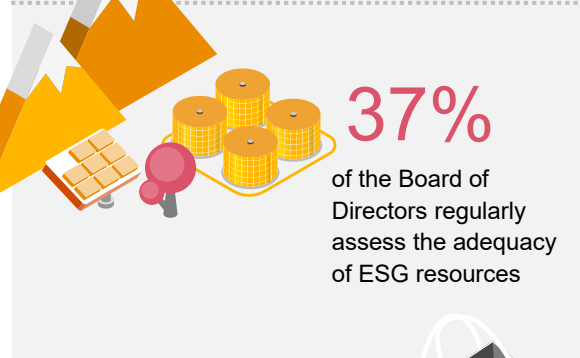 37%
of the Board of
Directors regularly
assess the adequacy
of ESG resources